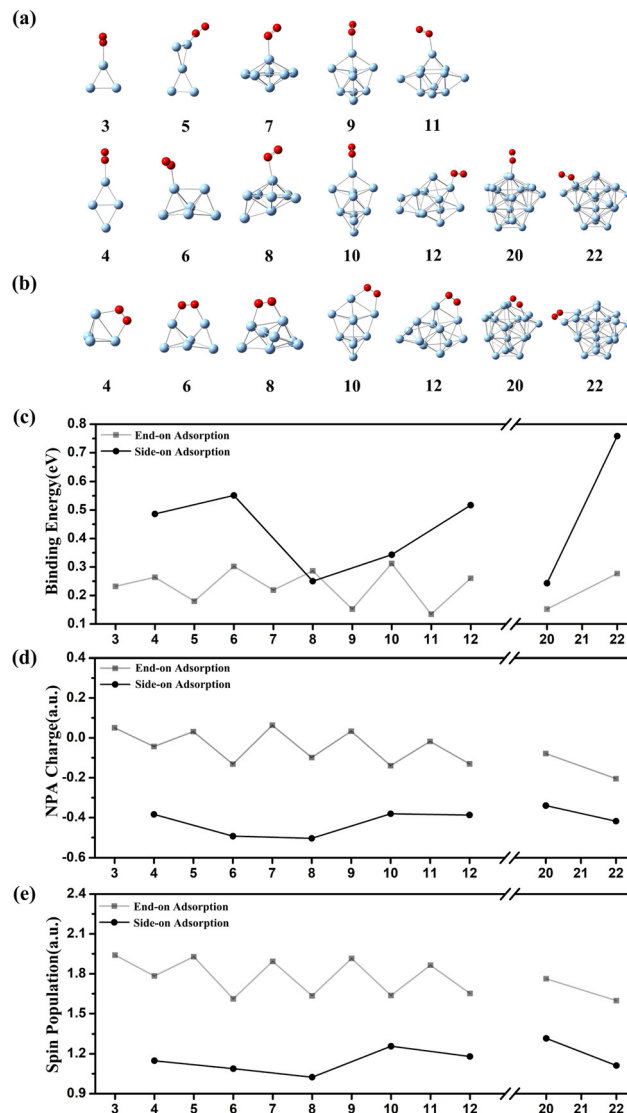 (a)
3 5 7 9 11
4 6 8 10 12 20 22
(b)
4 6 8 10 12 20 22
(c)
0.8
0.7
0.6
0.5
0.4
0.3
0.2
0.1
Binding Energy(eV)
End-on Adsorption
Side-on Adsorption
3 4 5 6 7 8 9 10 11 12 20 21 22
(d)
0.4
0.0
-0.2
-0.4
-0.6
NPA Charge(a.u.)
End-on Adsorption
Side-on Adsorption
3 4 5 6 7 8 9 10 11 12 20 21 22
(e)
2.4
2.1
1.8
1.5
1.2
0.9
Spin Population(a.u.)
End-on Adsorption
Side-on Adsorption
3 4 5 6 7 8 9 10 11 12 20 21 22